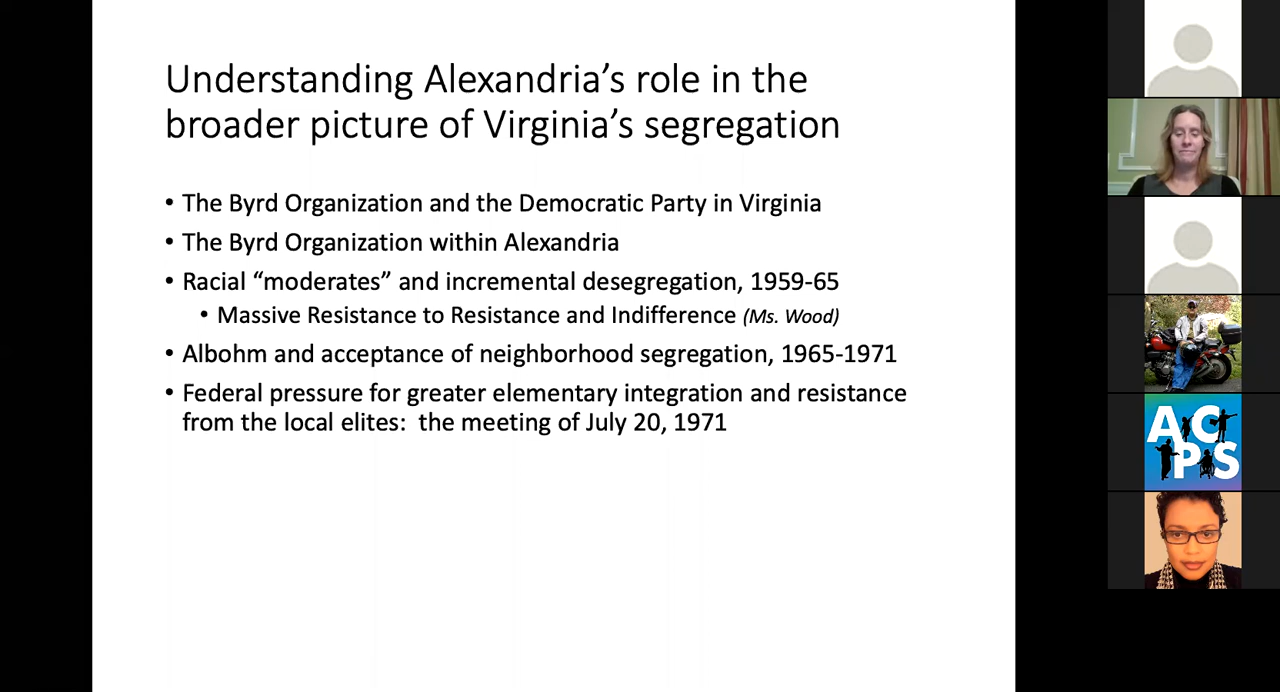 Understanding Alexandria’s role in the
broader picture of Virginia’s segregation
• The Byrd Organization and the Democratic Party in Virginia
• The Byrd Organization within Alexandria
• Racial “moderates” and incremental desegregation, 1959-65
• Massive Resistance to Resistance and Indifference (Ms. Wood)
• Albohm and acceptance of neighborhood segregation, 1965-1971
• Federal pressure for greater elementary integration and resistance
from the local elites:  the meeting of July 20, 1971
AC
PS